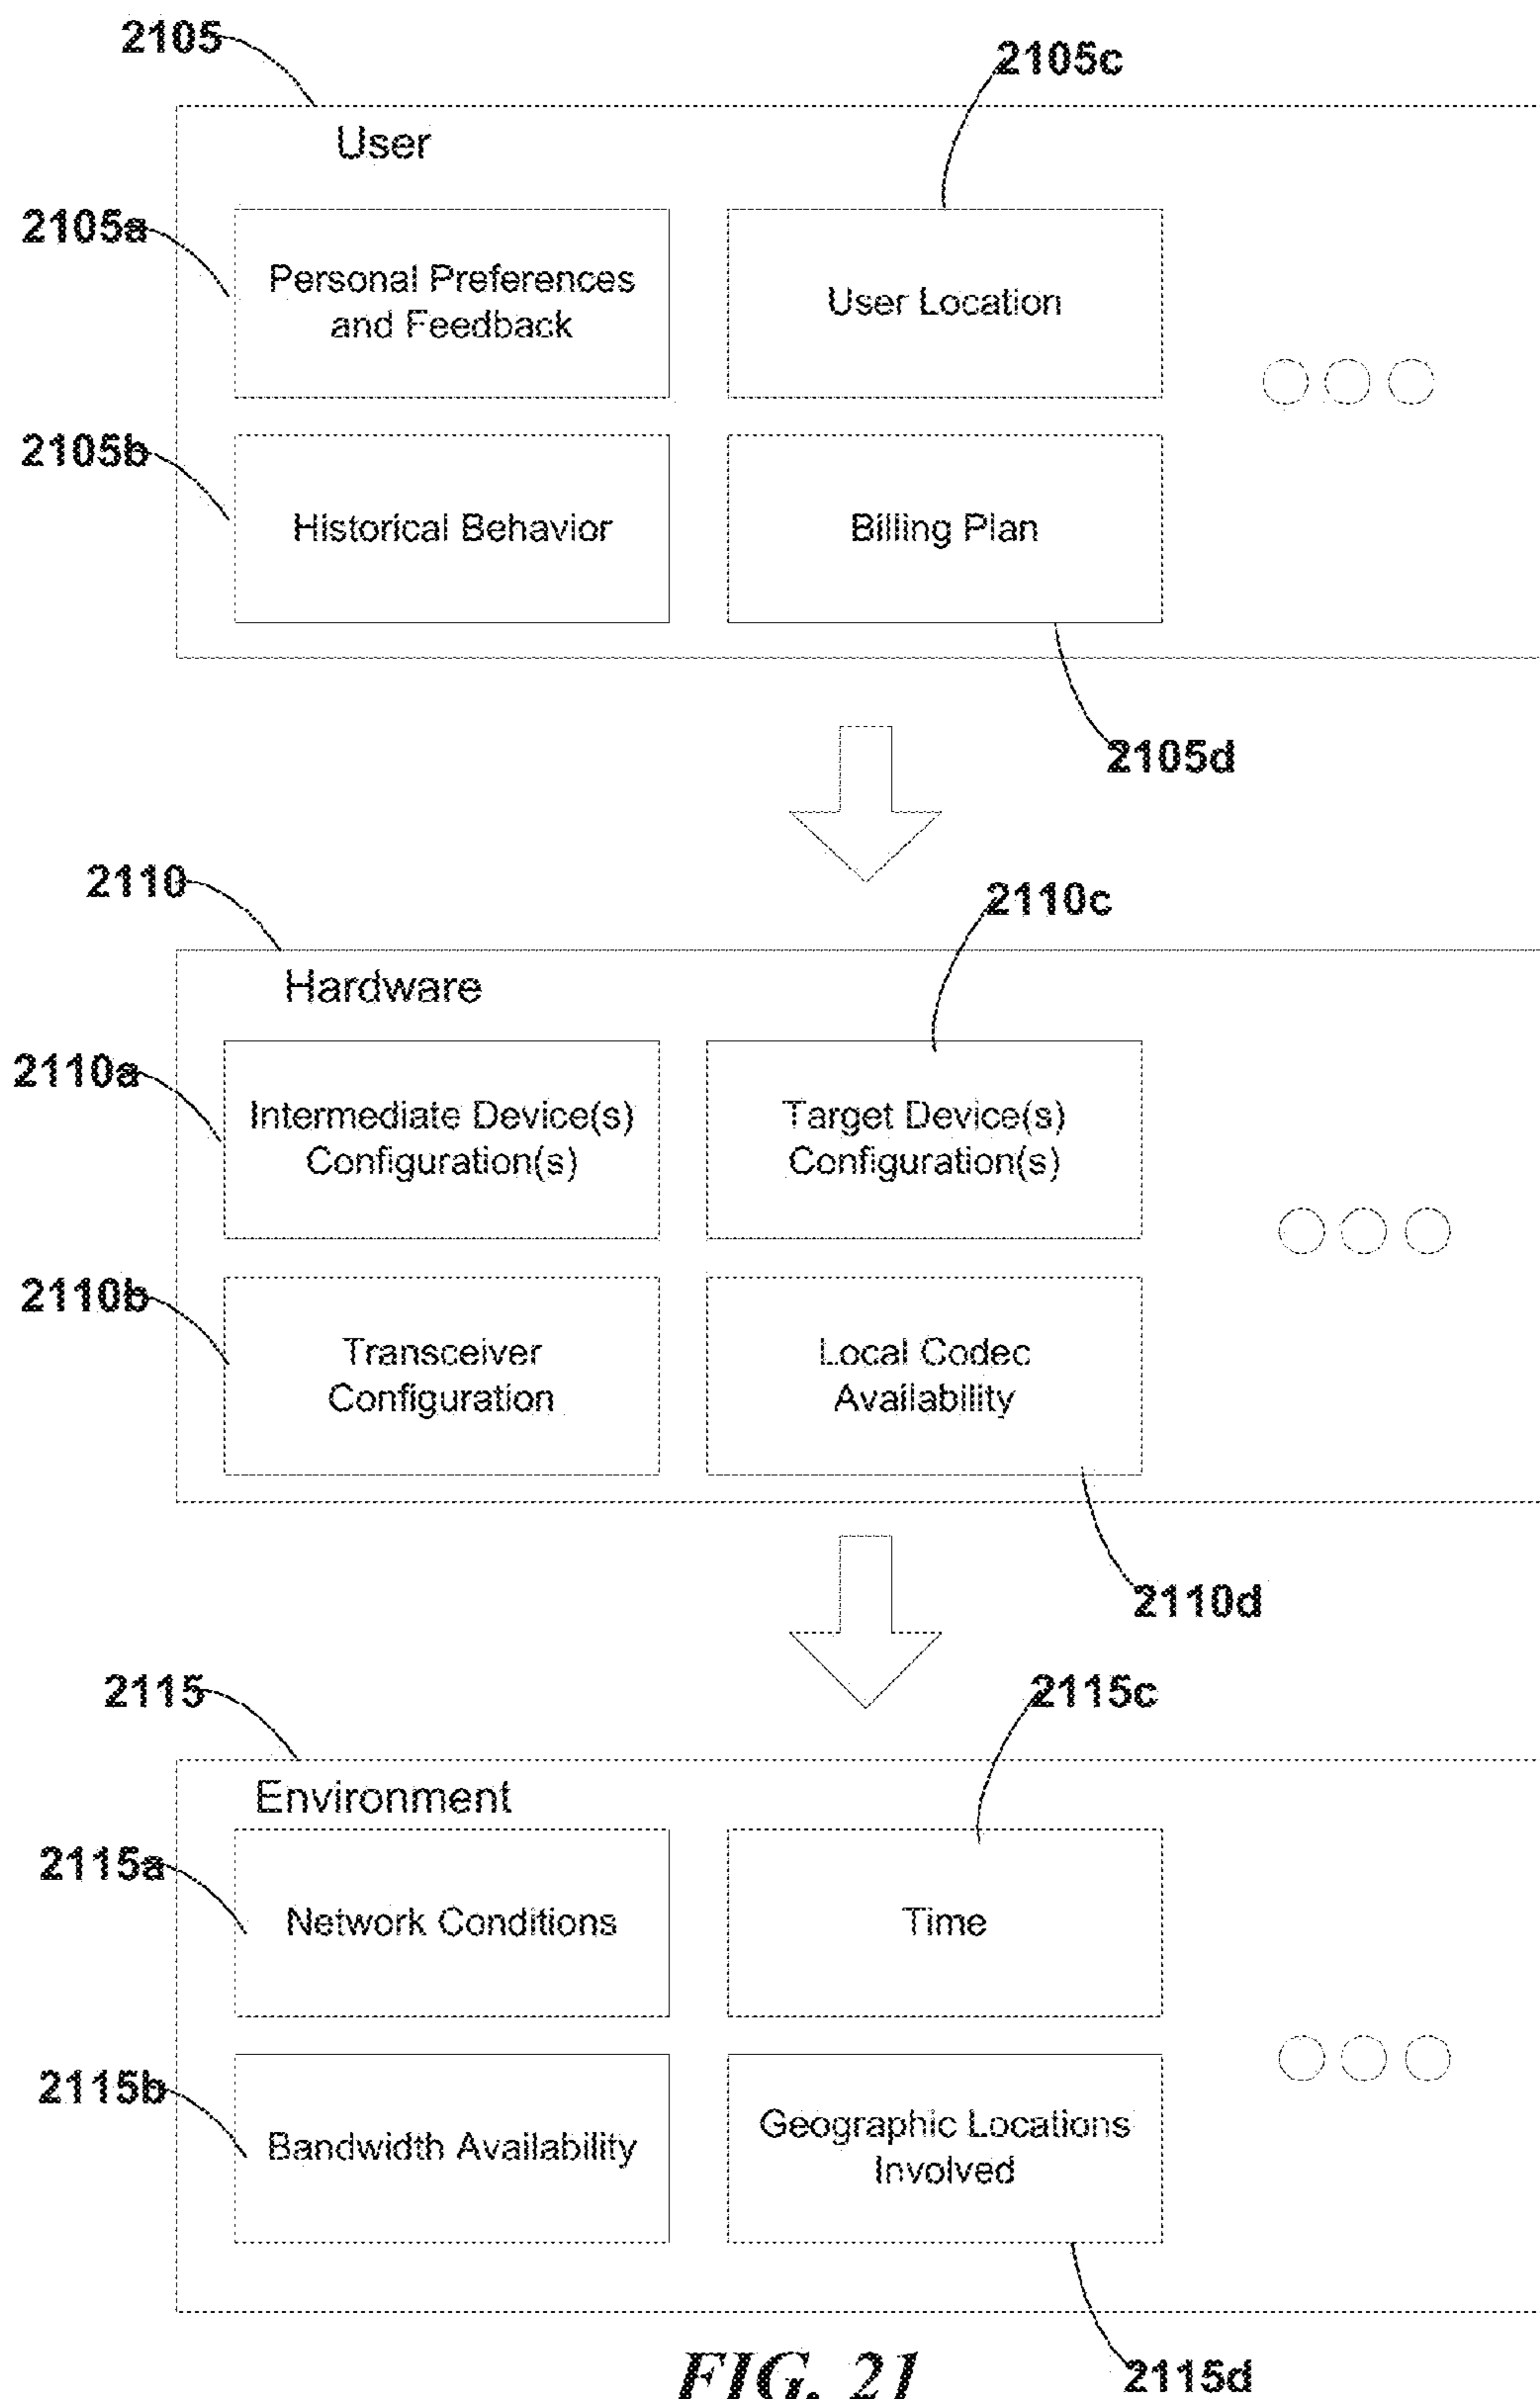 2105
2105c
User
2105a
Personal Preferences
and Feedback
User Location
2105b
Historical Behavior
Billing Plan
2105d
2110
2110c
Hardware
2110a
Intermediate Device(s)
Configuration(s)
Target Device(s)
Configuration(s)
2110b
Transceiver
Configuration
Local Codec
Availability
2110d
2115
2115c
Environment
2115a
Network Conditions
Time
2115b
Bandwidth Availability
Geographic Locations
Involved
2115d
FIG. 21